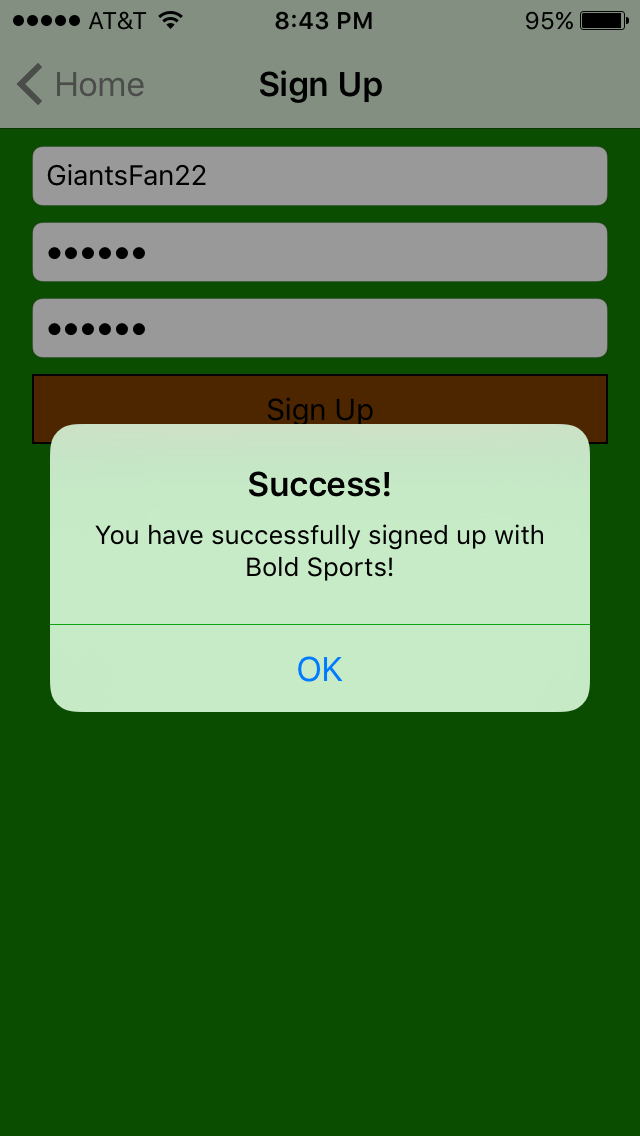 ●●●●● AT&T 8:43 PM 95%
Home Sign Up
GiantsFan22
●●●●●●
●●●●●●
Sign Up
Success!
You have successfully signed up with
Bold Sports!
OK